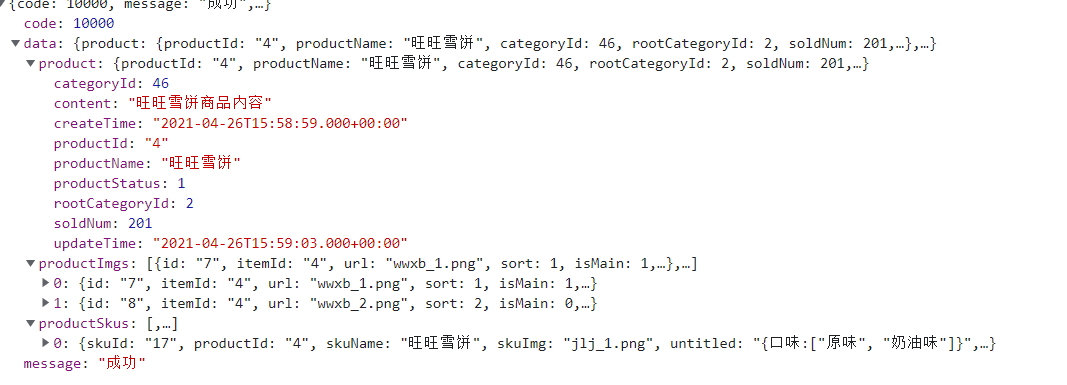 {code: 10000, message: "成功",…}
code: 10000
data: {product: {productId: "4", productName: "旺旺雪饼", categoryId: 46, rootCategoryId: 2, soldNum: 201,…},…}
product: {productId: "4", productName: "旺旺雪饼", categoryId: 46, rootCategoryId: 2, soldNum: 201,…}
categoryId: 46
content: "旺旺雪饼商品内容"
createTime: "2021-04-26T15:58:59.000+00:00"
productId: "4"
productName: "旺旺雪饼"
productStatus: 1
rootCategoryId: 2
soldNum: 201
updateTime: "2021-04-26T15:59:03.000+00:00"
productImgs: [{id: "7", itemId: "4", url: "wwxb_1.png", sort: 1, isMain: 1,…},…]
0: {id: "7", itemId: "4", url: "wwxb_1.png", sort: 1, isMain: 1,…}
1: {id: "8", itemId: "4", url: "wwxb_2.png", sort: 2, isMain: 0,…}
productSkus: [,…]
0: {skuId: "17", productId: "4", skuName: "旺旺雪饼", skuImg: "jlj_1.png", untitled: "{口味:["原味", "奶油味"]}",…}
message: "成功"